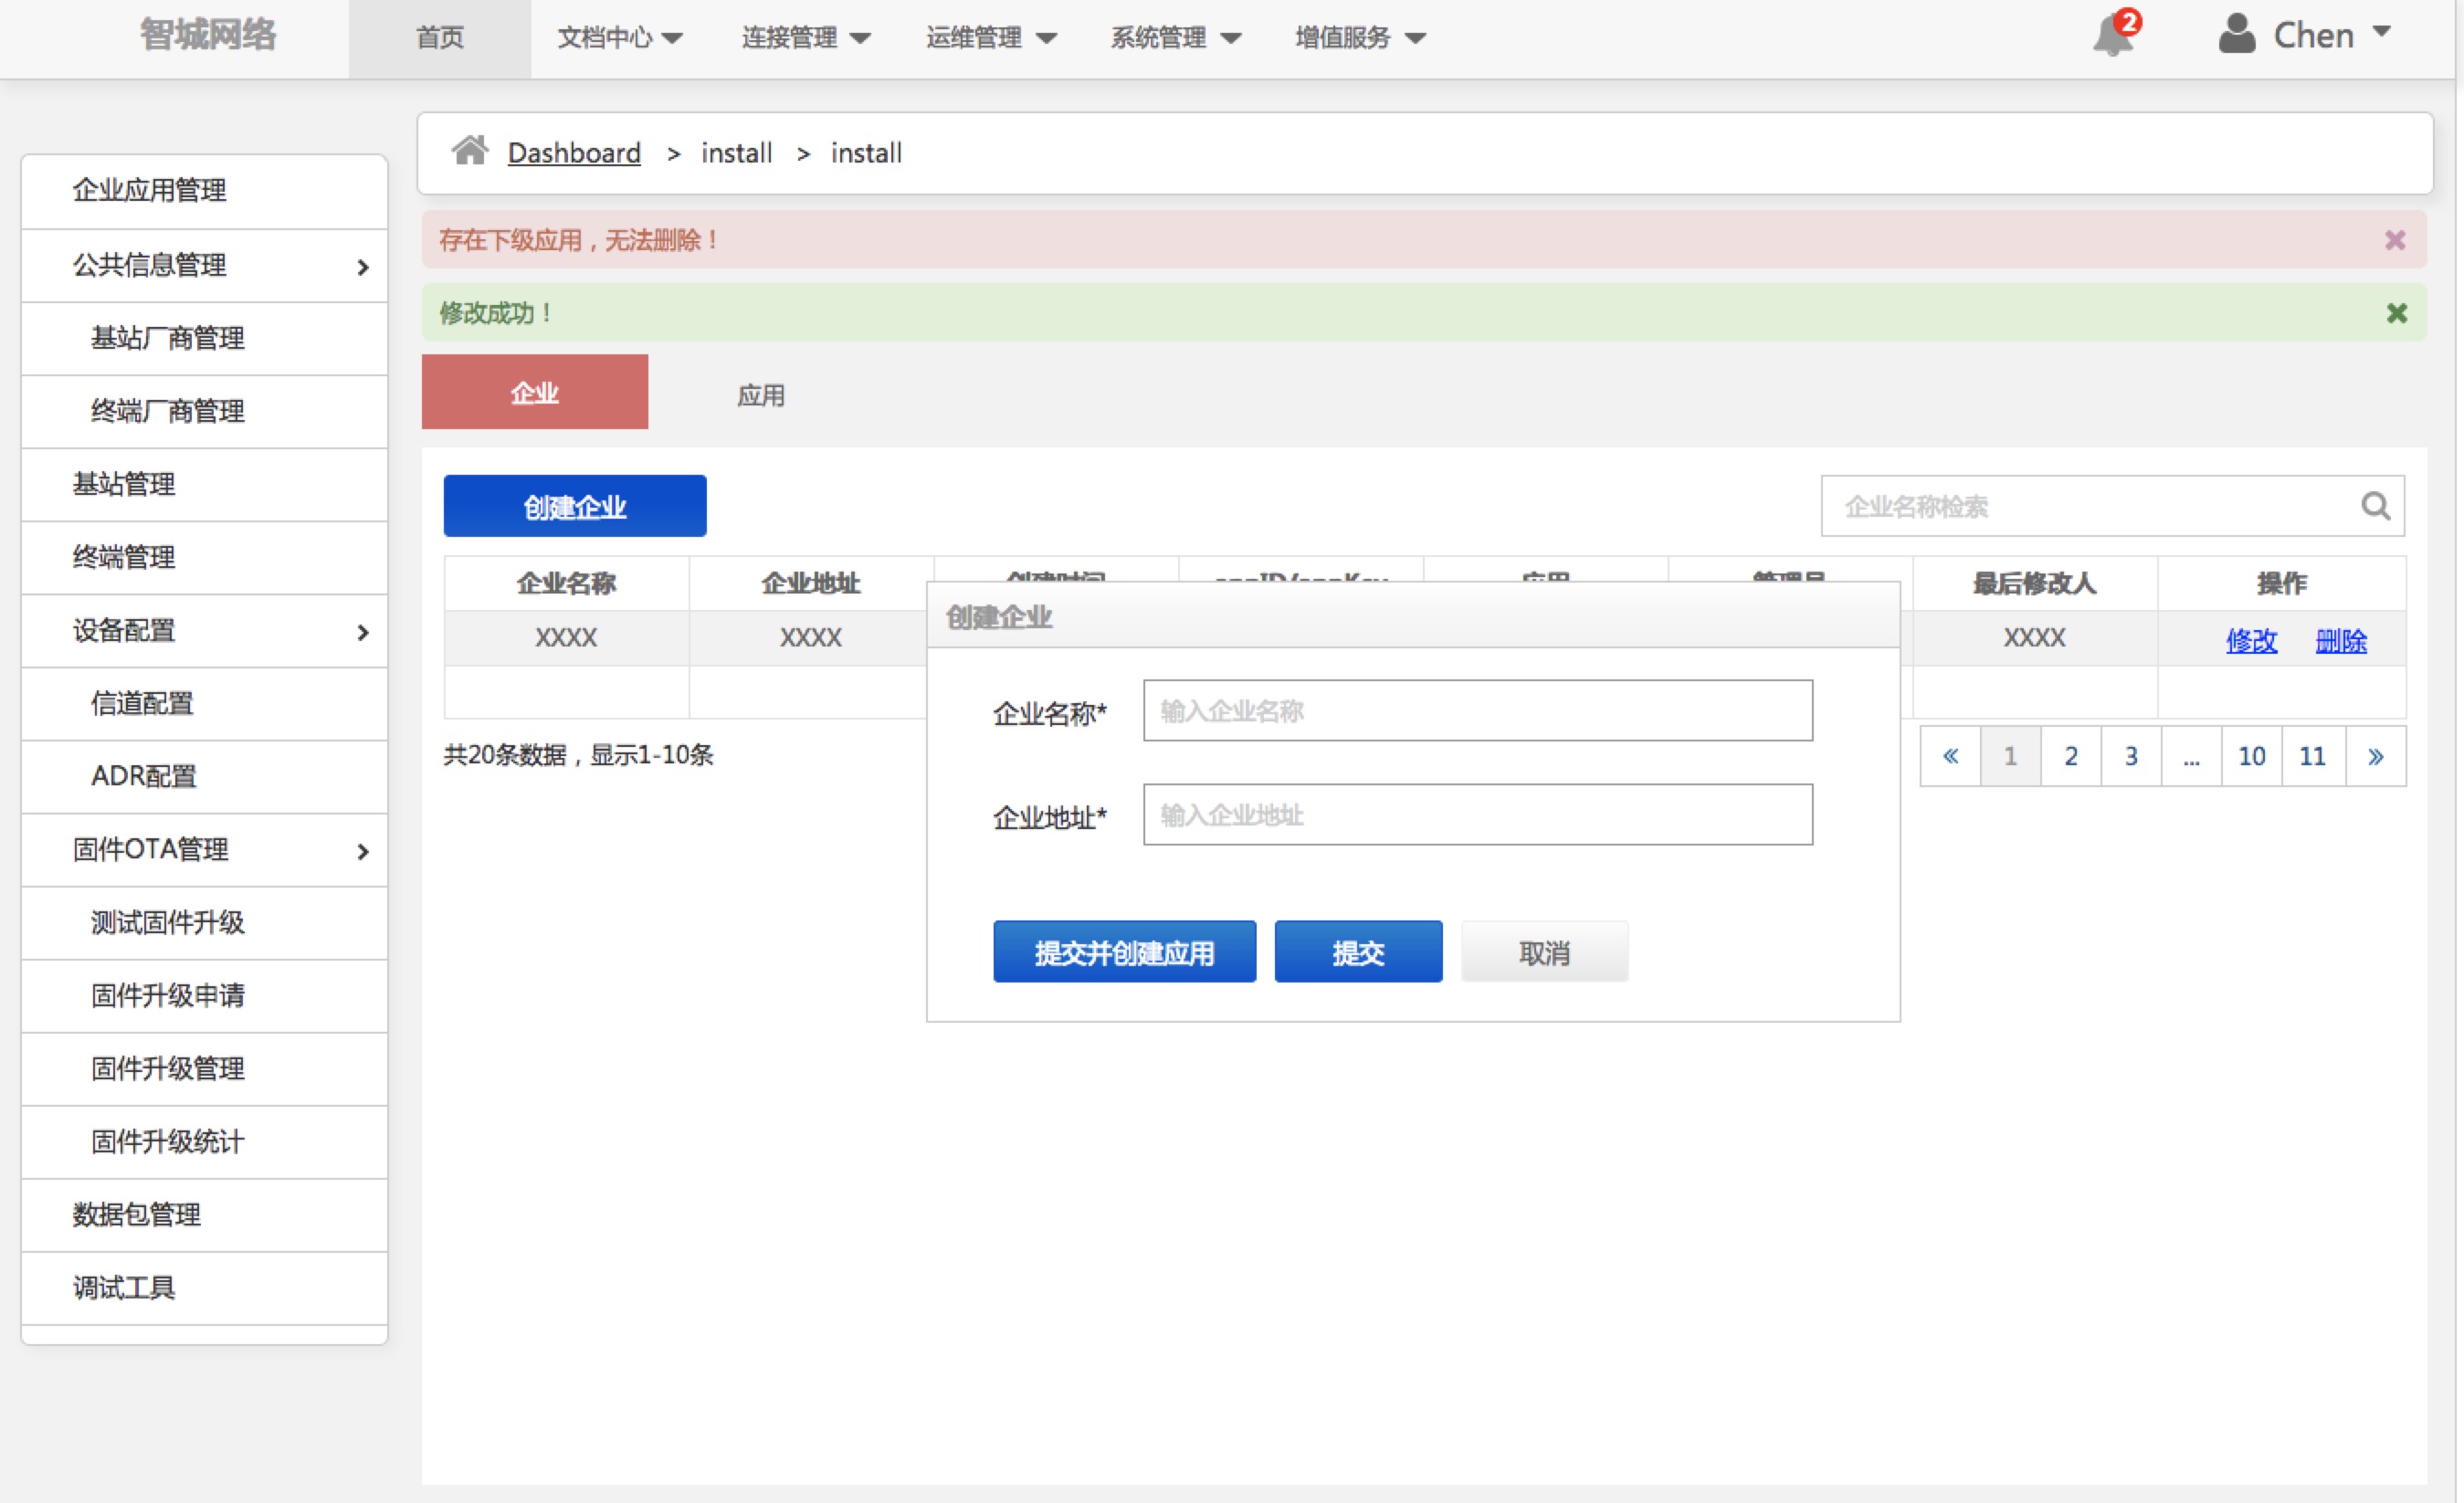 智城网络
首页
文档中心
连接管理
运维管理
系统管理
增值服务
2
Chen
Dashboard > install > install
企业应用管理
公共信息管理
基站厂商管理
终端厂商管理
基站管理
终端管理
设备配置
信道配置
ADR配置
固件OTA管理
测试固件升级
固件升级申请
固件升级管理
固件升级统计
数据包管理
调试工具
存在下级应用，无法删除！
修改成功！
企业
应用
创建企业
企业名称检索
企业名称 企业地址 创建时间 appID/appKey 应用 管理员 最后修改人 操作
XXXX XXXX XXXX 修改 删除
共20条数据，显示1-10条
« 1 2 3 ... 10 11 »
创建企业
企业名称* 输入企业名称
企业地址* 输入企业地址
提交并创建应用 提交 取消